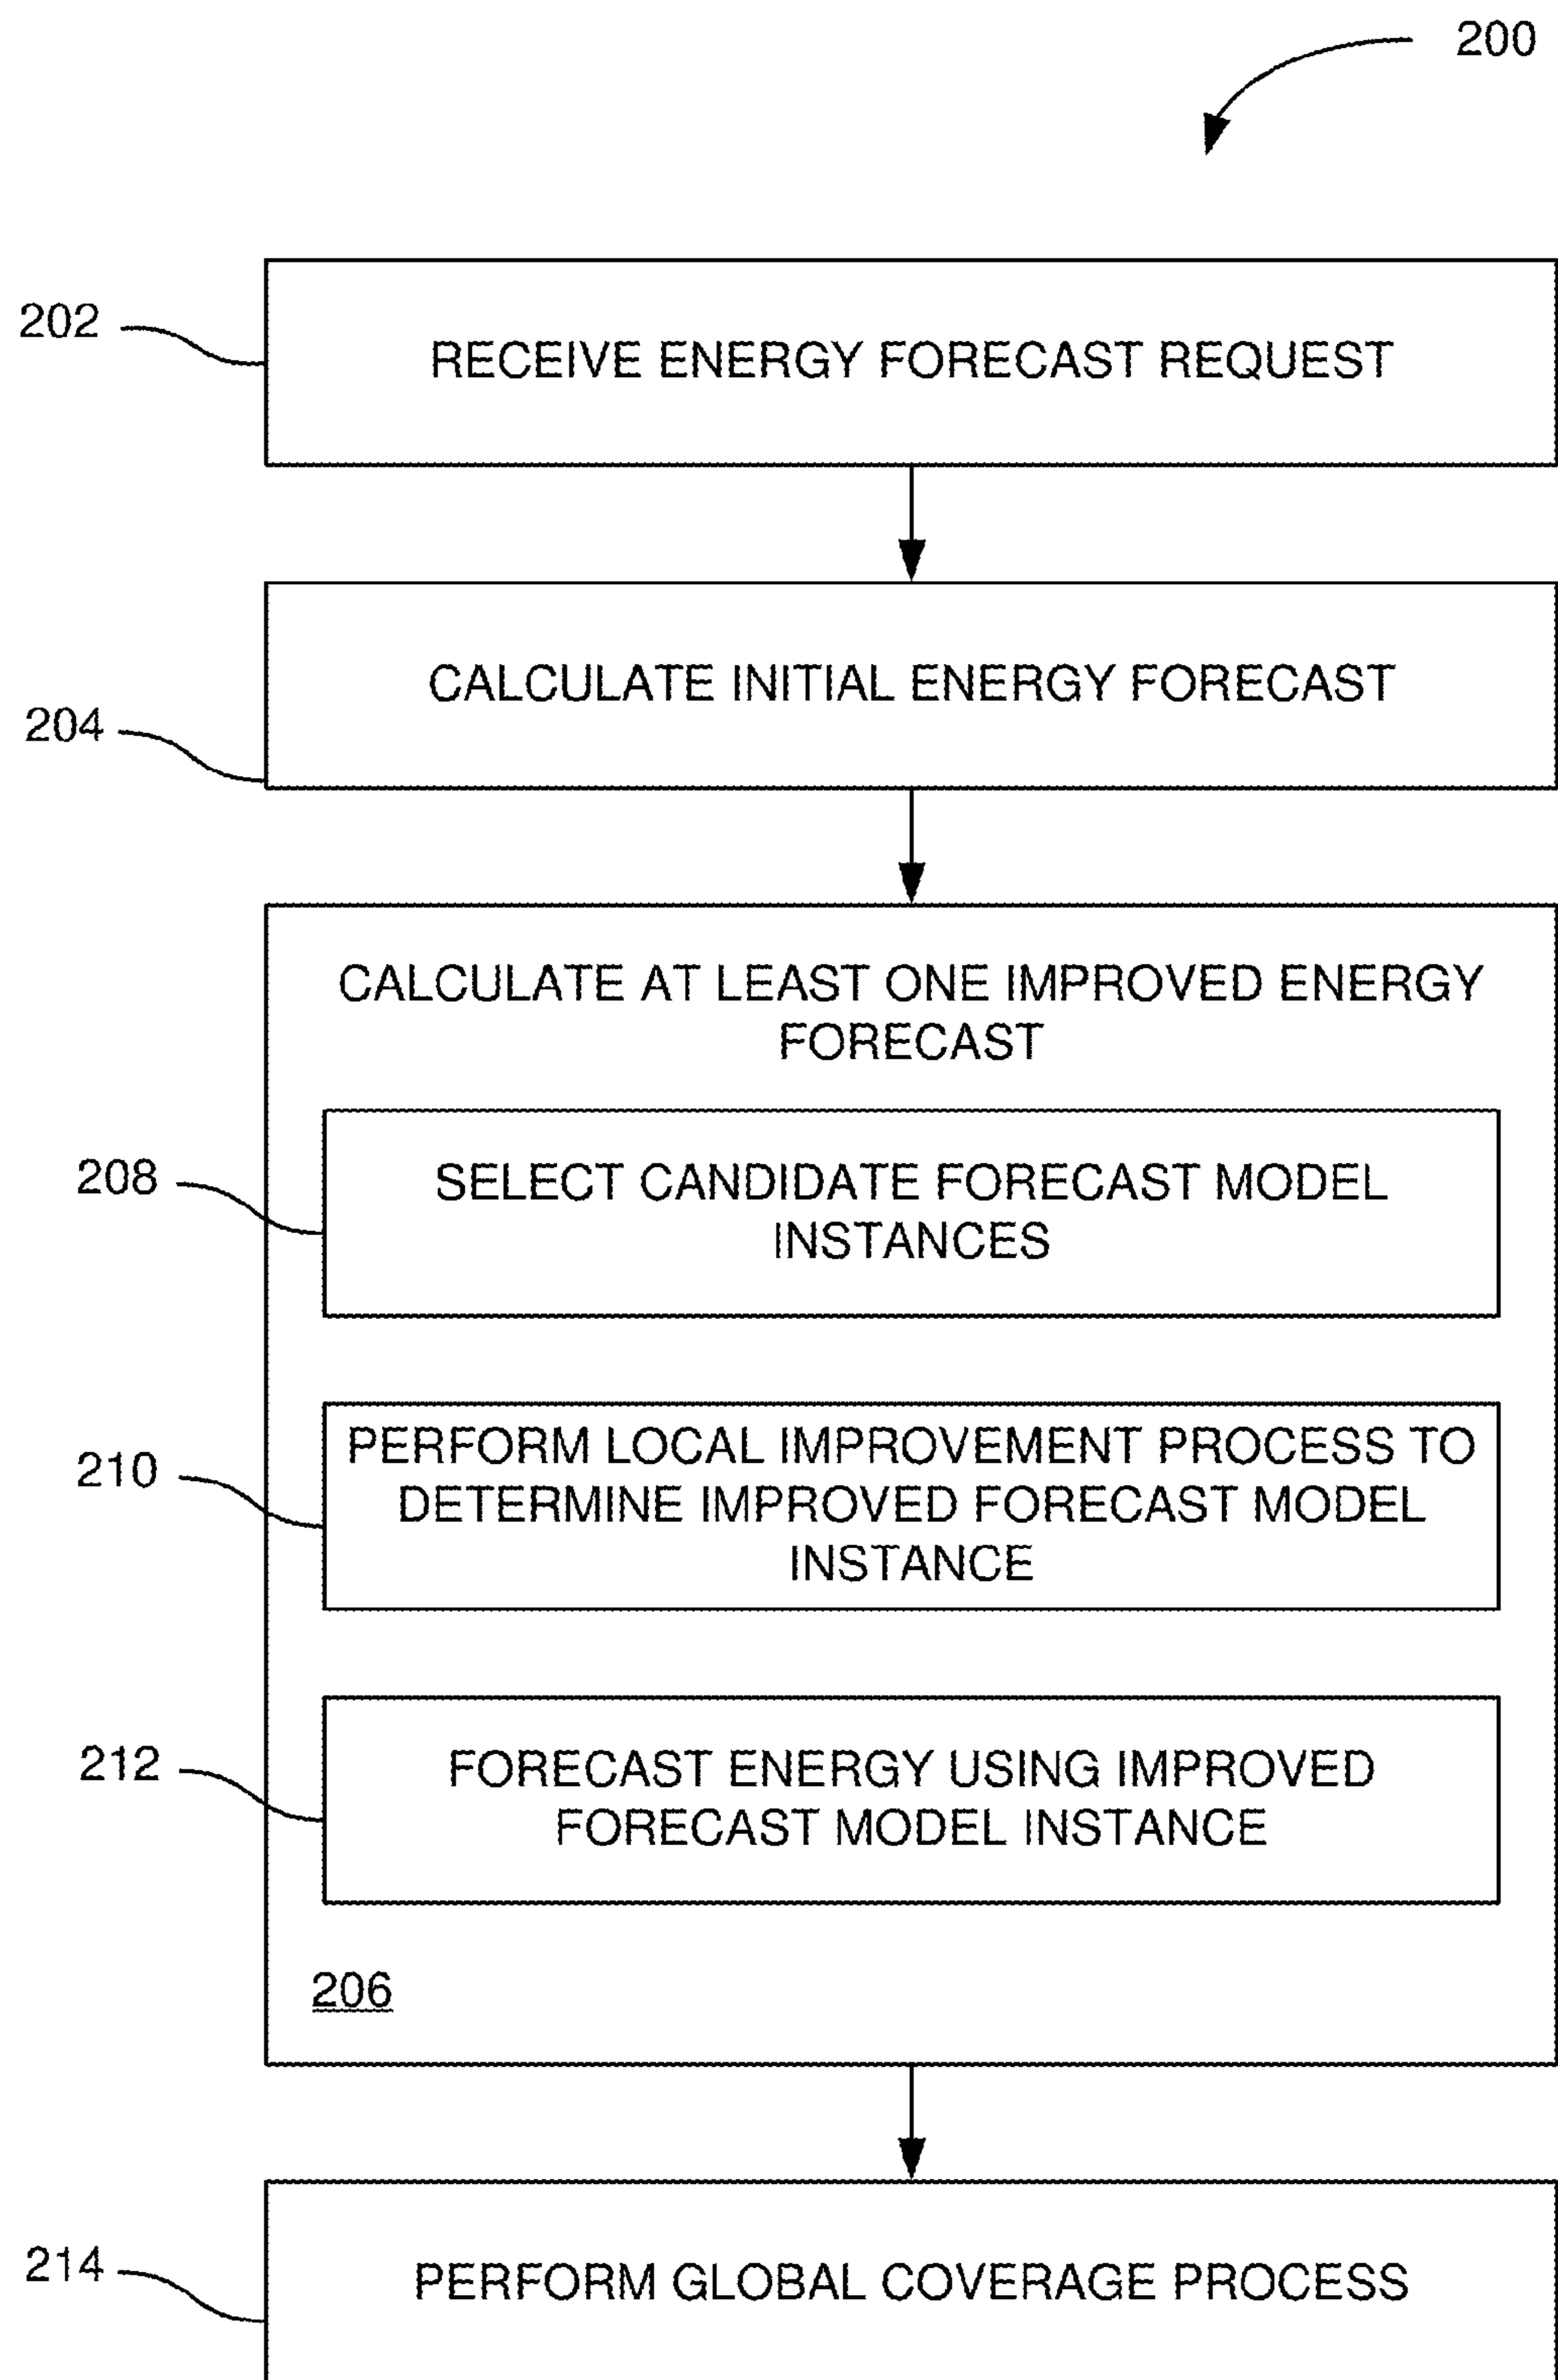 200
202
RECEIVE ENERGY FORECAST REQUEST
CALCULATE INITIAL ENERGY FORECAST
204
CALCULATE AT LEAST ONE IMPROVED ENERGY
FORECAST
208
SELECT CANDIDATE FORECAST MODEL
INSTANCES
210
PERFORM LOCAL IMPROVEMENT PROCESS TO
DETERMINE IMPROVED FORECAST MODEL
INSTANCE
212
FORECAST ENERGY USING IMPROVED
FORECAST MODEL INSTANCE
206
214
PERFORM GLOBAL COVERAGE PROCESS